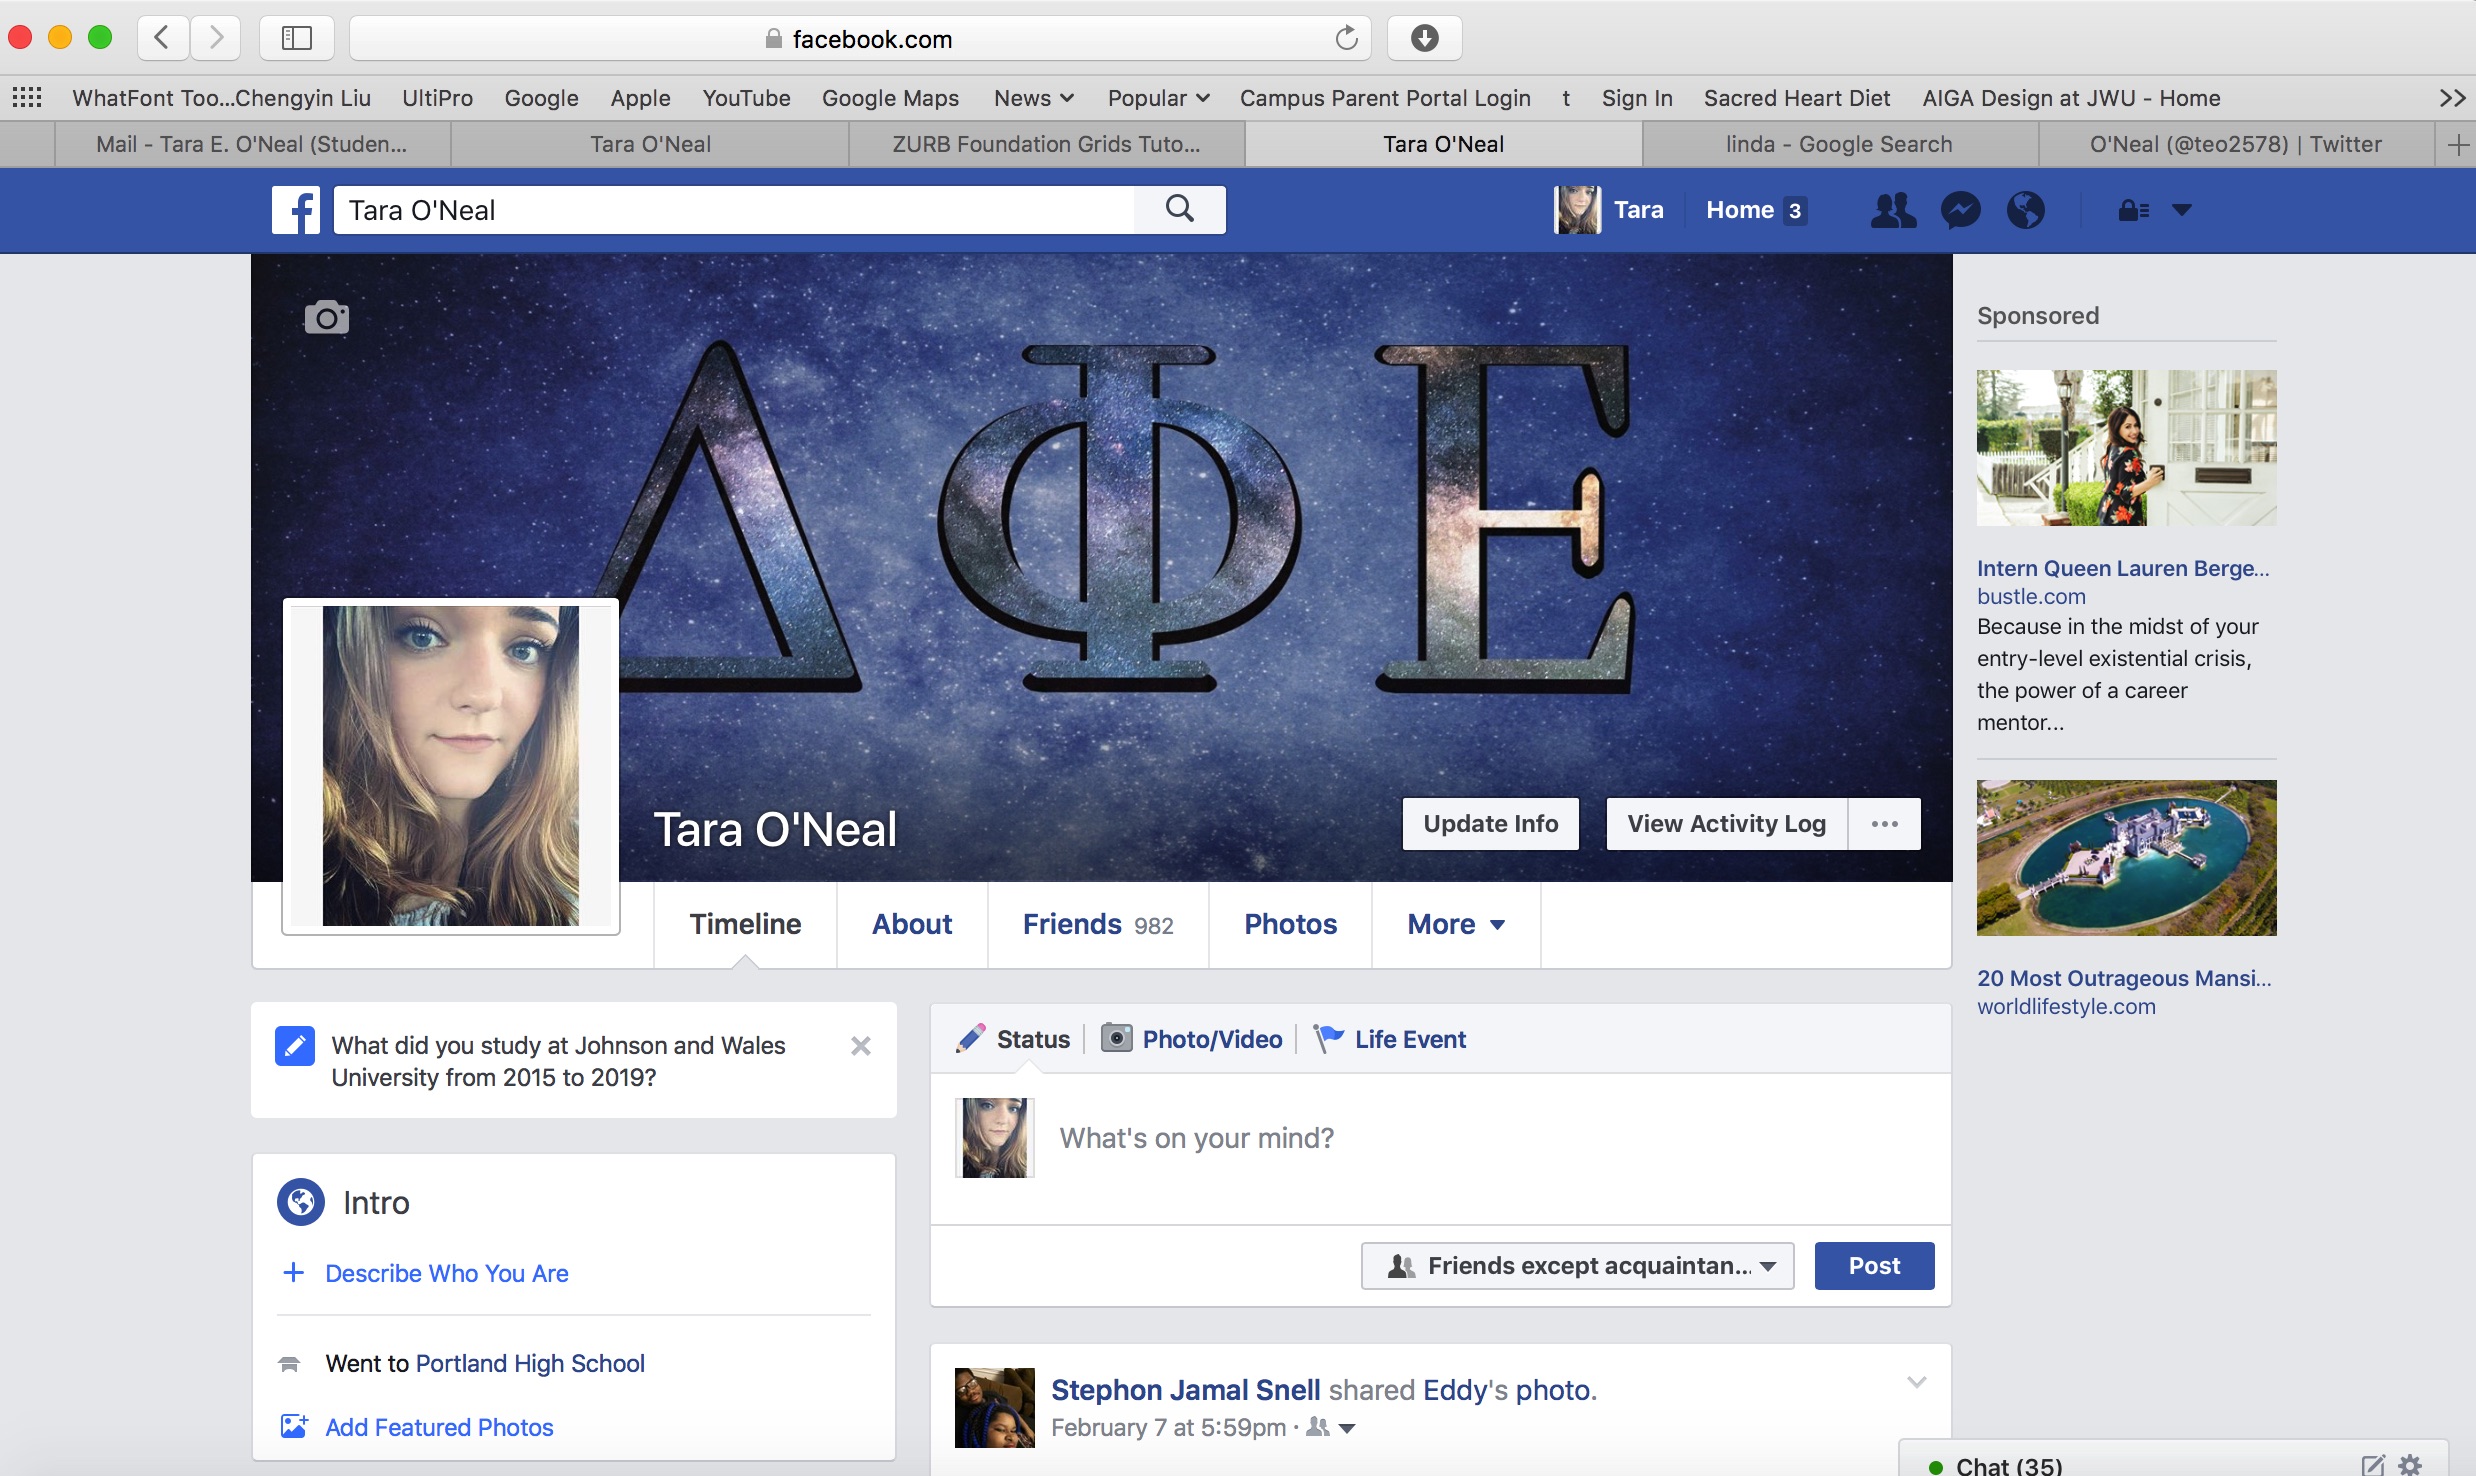 facebook.com
WhatFont Too...Chengyin Liu UltiPro Google Apple YouTube Google Maps News Popular Campus Parent Portal Login t Sign In Sacred Heart Diet AIGA Design at JWU - Home
Mail - Tara E. O'Neal (Studen... Tara O'Neal ZURB Foundation Grids Tuto... Tara O'Neal linda - Google Search O'Neal (@teo2578) | Twitter
f Tara O'Neal Tara Home 3
ΔΦΕ
Tara O'Neal Update Info View Activity Log
Timeline About Friends 982 Photos More
What did you study at Johnson and Wales
University from 2015 to 2019?
Intro
Describe Who You Are
Went to Portland High School
Add Featured Photos
Status Photo/Video Life Event
What's on your mind?
Friends except acquaintan... Post
Stephon Jamal Snell shared Eddy's photo.
February 7 at 5:59pm ·
Sponsored
Intern Queen Lauren Berge...
bustle.com
Because in the midst of your
entry-level existential crisis,
the power of a career
mentor...
20 Most Outrageous Mansi...
worldlifestyle.com
Chat (35)